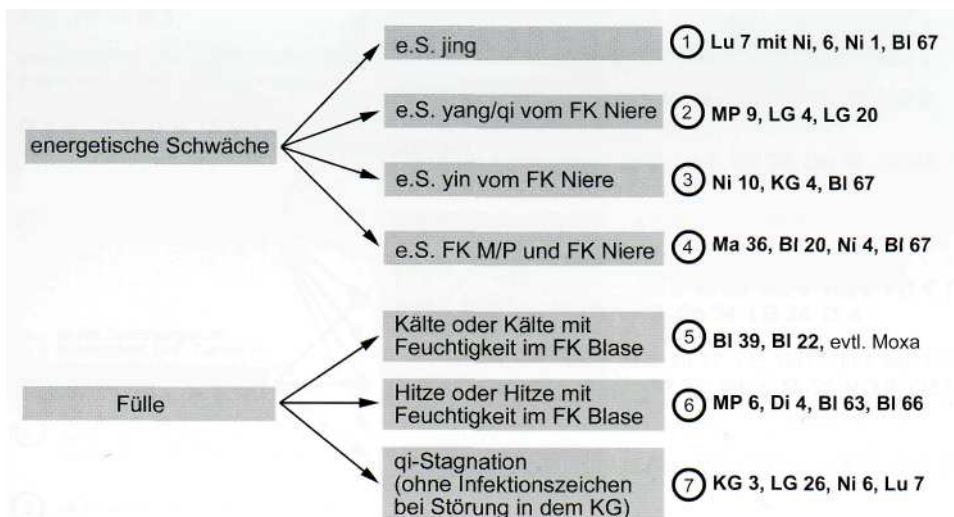 e.S. jing
1 Lu 7 mit Ni, 6, Ni 1, Bl 67
energetische Schwäche
e.S. yang/qi vom FK Niere
2 MP 9, LG 4, LG 20
e.S. yin vom FK Niere
3 Ni 10, KG 4, Bl 67
e.S. FK M/P und FK Niere
4 Ma 36, Bl 20, Ni 4, Bl 67
Fülle
Kälte oder Kälte mit
Feuchtigkeit im FK Blase
5 Bl 39, Bl 22, evtl. Moxa
Hitze oder Hitze mit
Feuchtigkeit im FK Blase
6 MP 6, Di 4, Bl 63, Bl 66
qi-Stagnation
(ohne Infektionszeichen
bei Störung in dem KG)
7 KG 3, LG 26, Ni 6, Lu 7